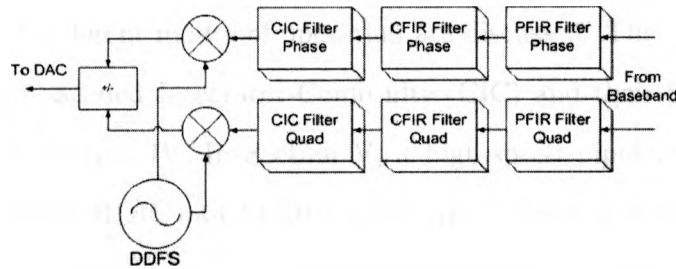 CIC Filter
Phase
CFIR Filter
Phase
PFIR Filter
Phase
To DAC
+/-
From
Baseband
CIC Filter
Quad
CFIR Filter
Quad
PFIR Filter
Quad
DDFS